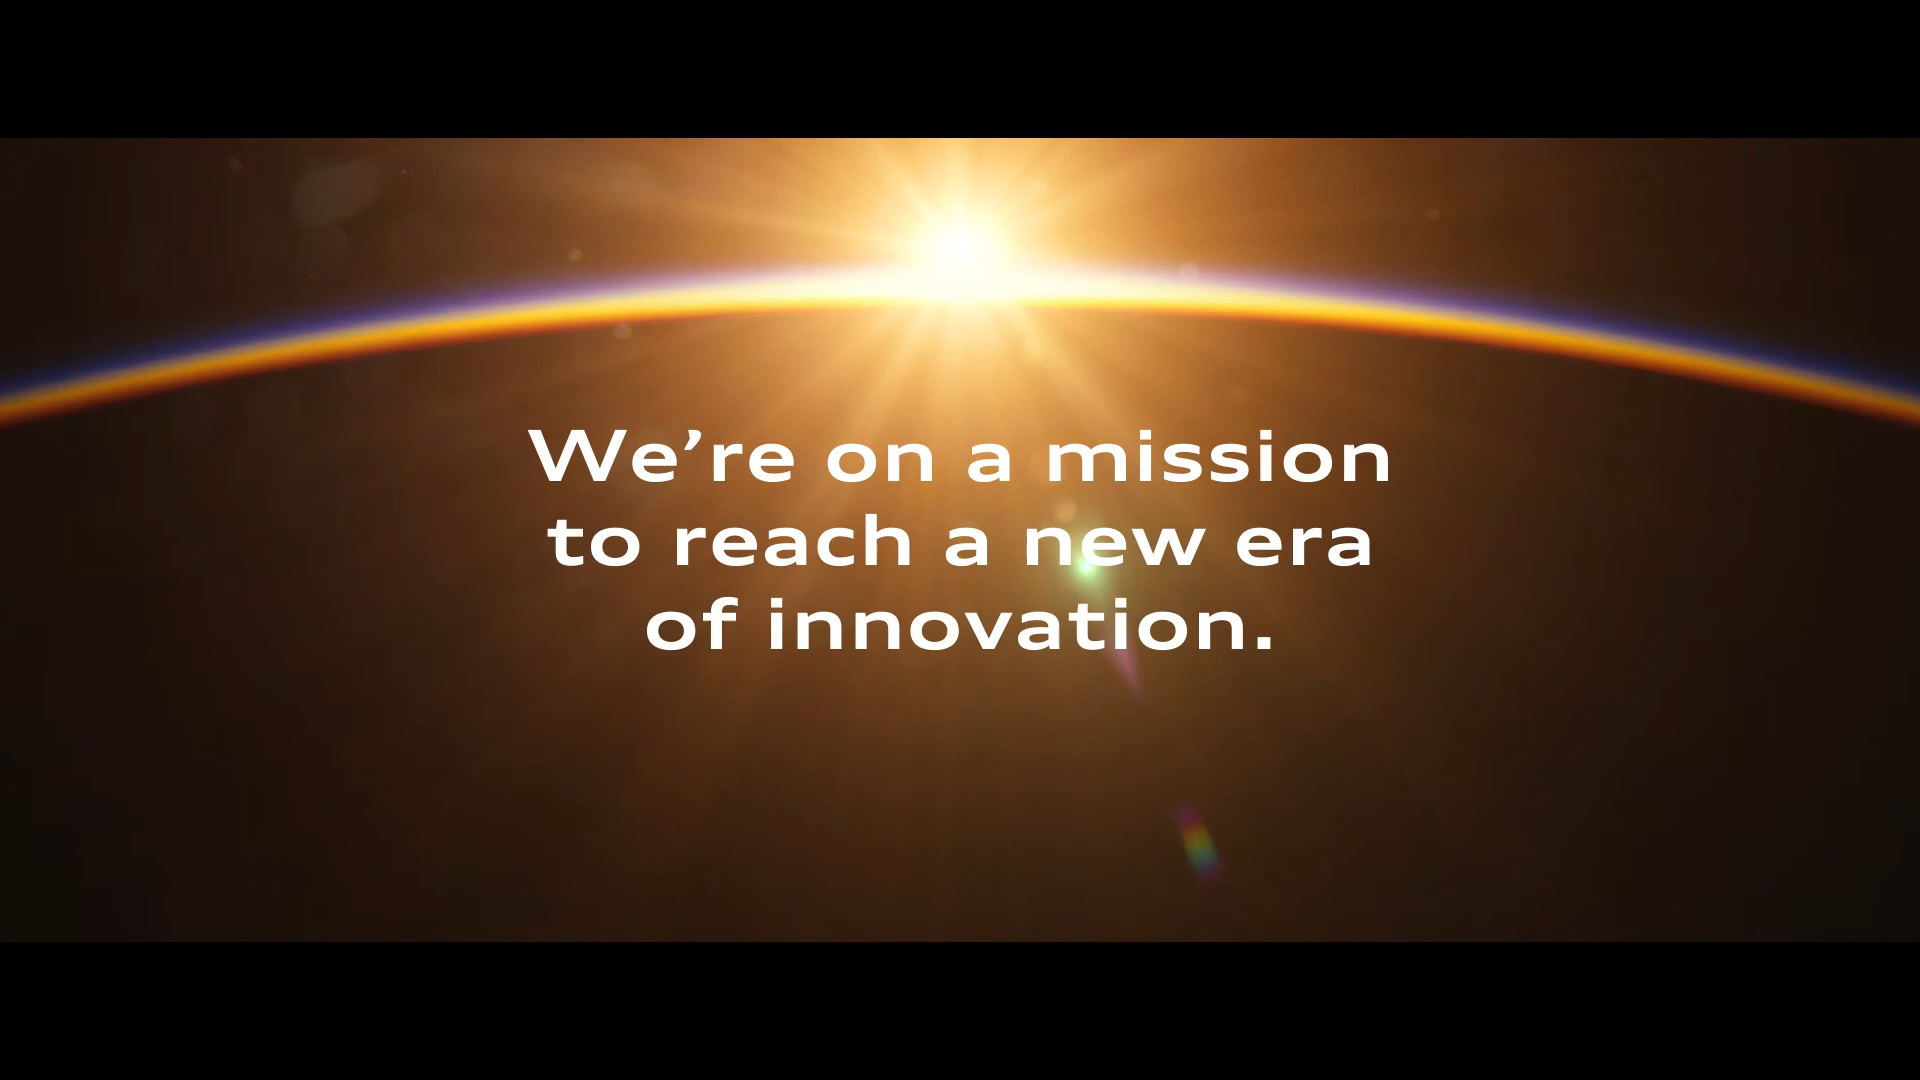 We’re on a mission
to reach a new era
of innovation.